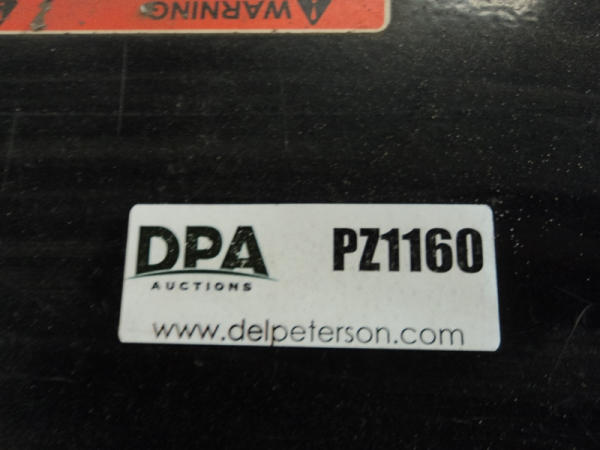 WARNING
DPA
AUCTIONS
PZ1160
www.delpeterson.com